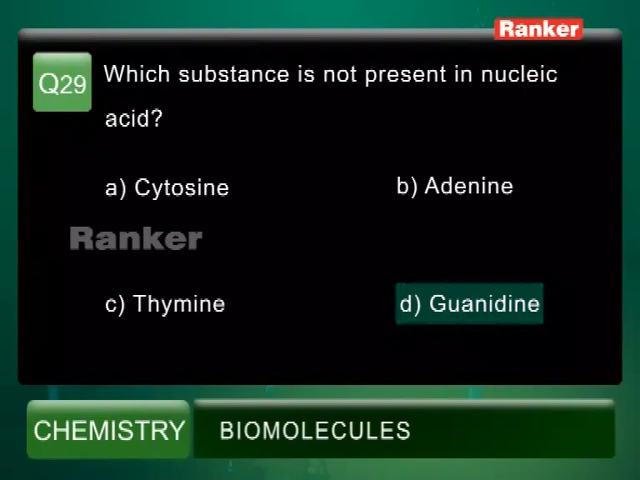 Ranker
Q29
Which substance is not present in nucleic
acid?
a) Cytosine
b) Adenine
Ranker
c) Thymine
d) Guanidine
CHEMISTRY
BIOMOLECULES